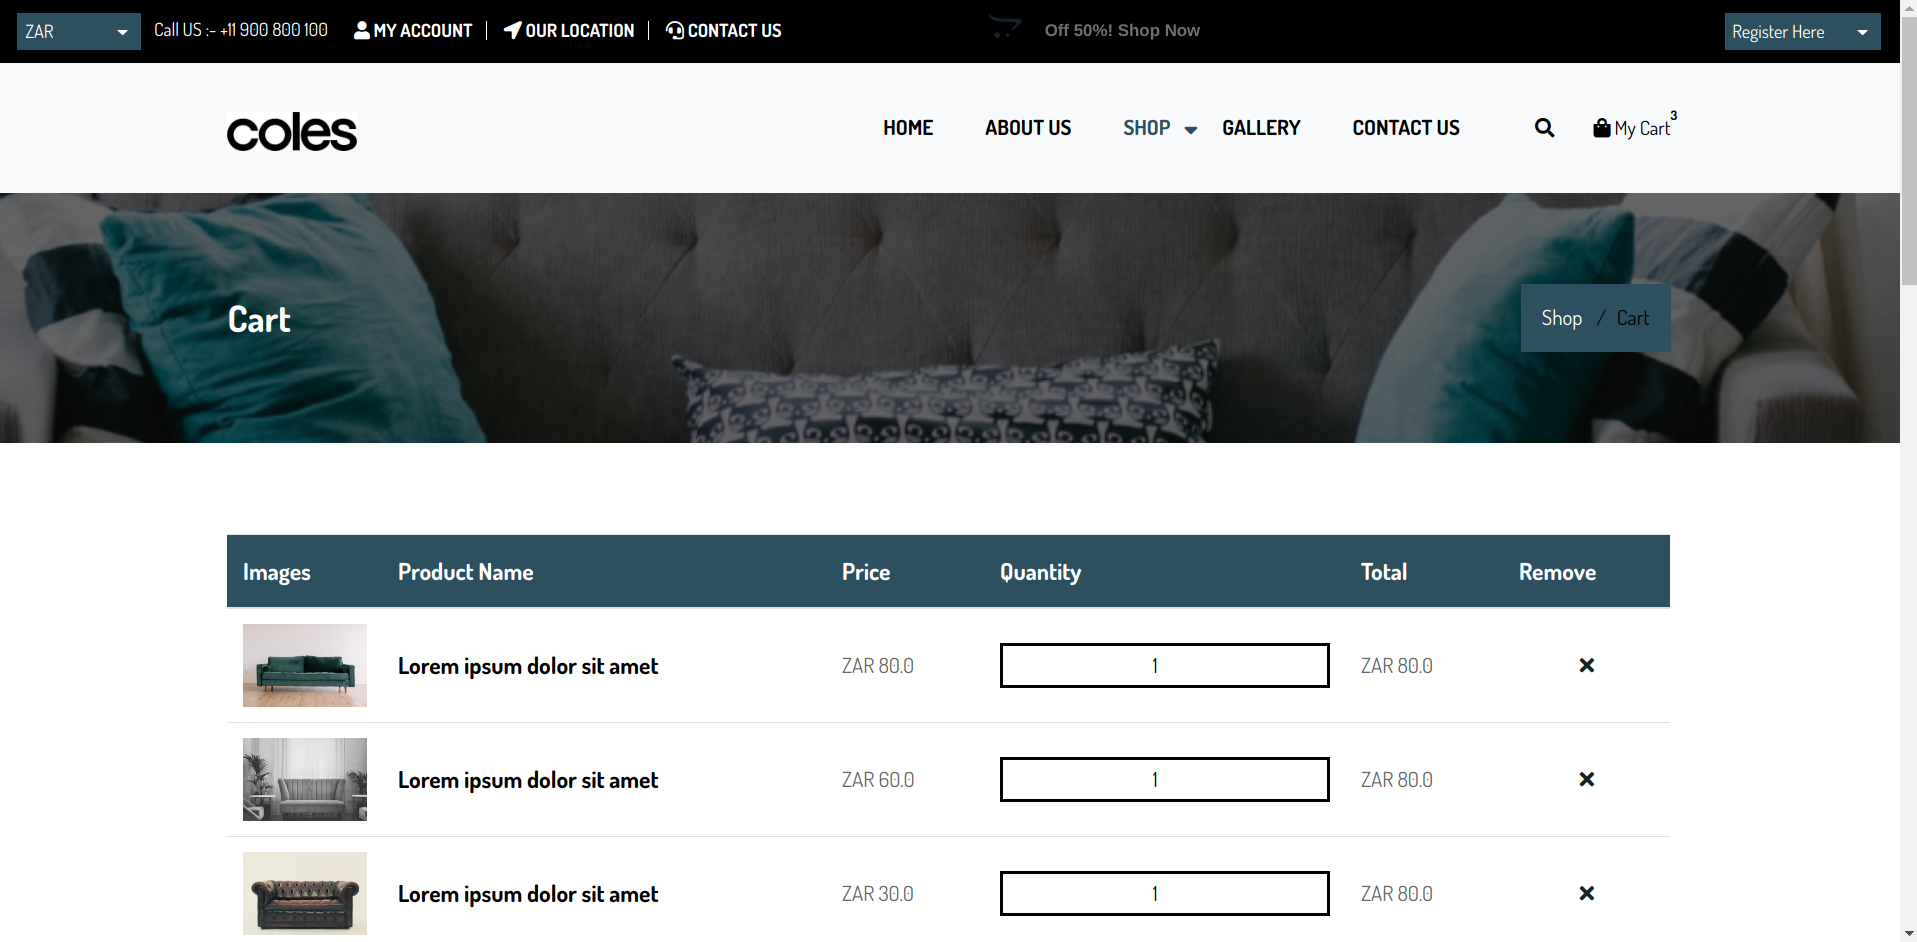 ZAR
Call US :- +11 900 800 100
MY ACCOUNT
OUR LOCATION
CONTACT US
Off 50%! Shop Now
Register Here
coles
HOME
ABOUT US
SHOP
GALLERY
CONTACT US
My Cart 3
Cart
Shop / Cart
Images Product Name Price Quantity Total Remove
Lorem ipsum dolor sit amet ZAR 80.0 1 ZAR 80.0
Lorem ipsum dolor sit amet ZAR 60.0 1 ZAR 80.0
Lorem ipsum dolor sit amet ZAR 30.0 1 ZAR 80.0